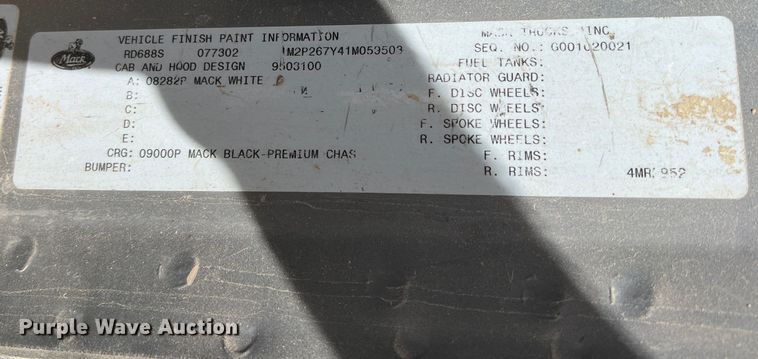 VEHICLE FINISH PAINT INFORMATION
MACK TRUCKS, INC
RD688S 077302 1M2P267Y41M053503
SEQ. NO.: G001020021
Mack
CAB AND HOOD DESIGN 9803100
FUEL TANKS:
A: 08282P MACK WHITE
RADIATOR GUARD:
B:
F. DISC WHEELS:
C:
R. DISC WHEELS:
D:
F. SPOKE WHEELS:
E:
R. SPOKE WHEELS:
CRG: 09000P MACK BLACK-PREMIUM CHAS
F. RIMS:
BUMPER:
R. RIMS:
Purple Wave Auction